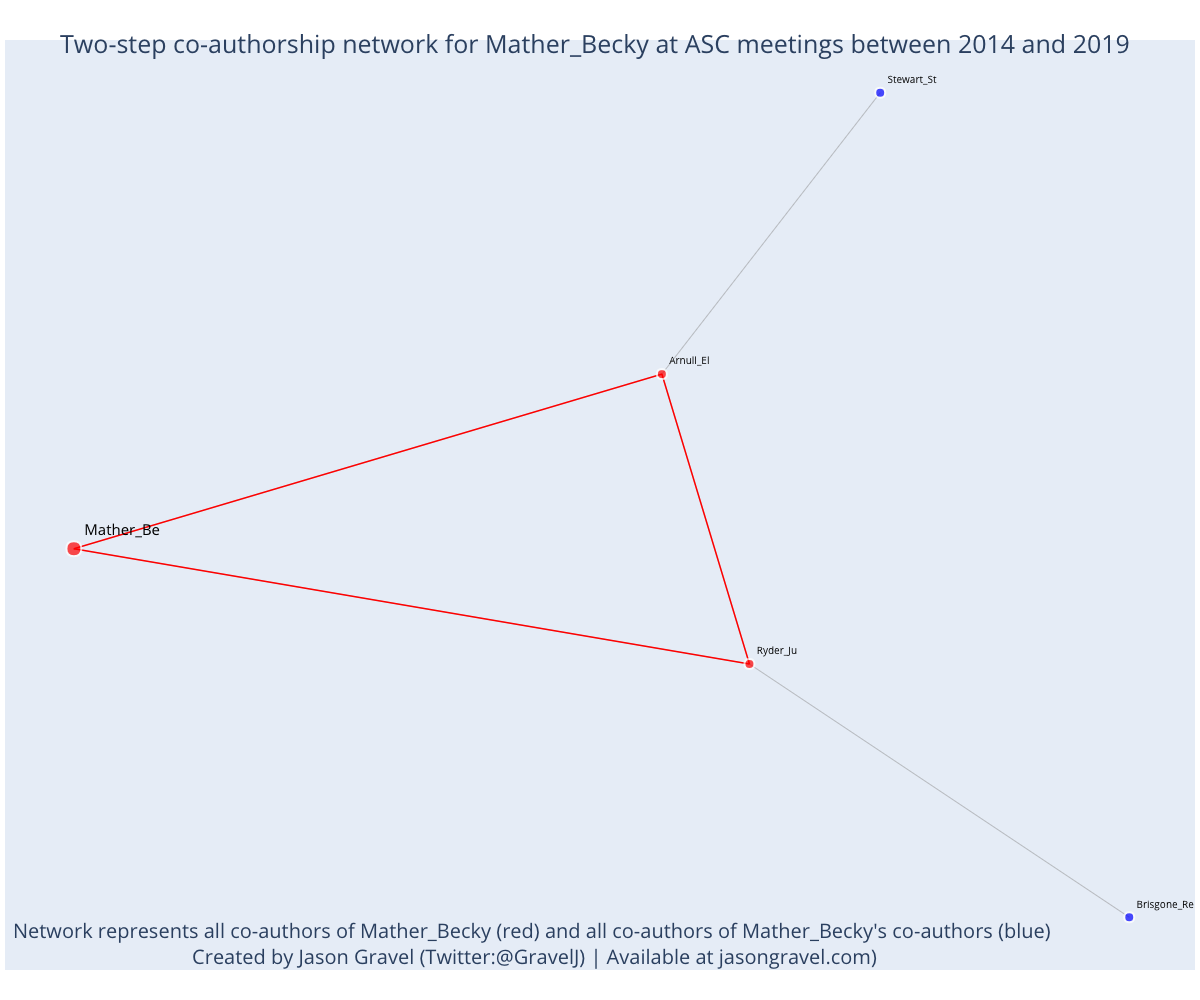 Two-step co-authorship network for Mather_Becky at ASC meetings between 2014 and 2019
Stewart_St
Arnull_El
Mather_Be
Ryder_Ju
Brisgone_Re
Network represents all co-authors of Mather_Becky (red) and all co-authors of Mather_Becky's co-authors (blue)
Created by Jason Gravel (Twitter:@GravelJ) | Available at jasongravel.com)